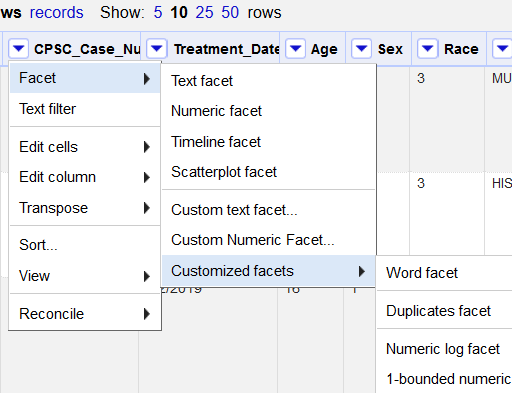 ws records Show: 5 10 25 50 rows
CPSC_Case_Nu Treatment_Date Age Sex Race
Facet
Text filter
Edit cells
Edit column
Transpose
Sort...
View
Reconcile
Text facet
Numeric facet
Timeline facet
Scatterplot facet
Custom text facet...
Custom Numeric Facet...
Customized facets
Word facet
Duplicates facet
Numeric log facet
1-bounded numeric
3 MU
3 HIS
2/2019 16 1